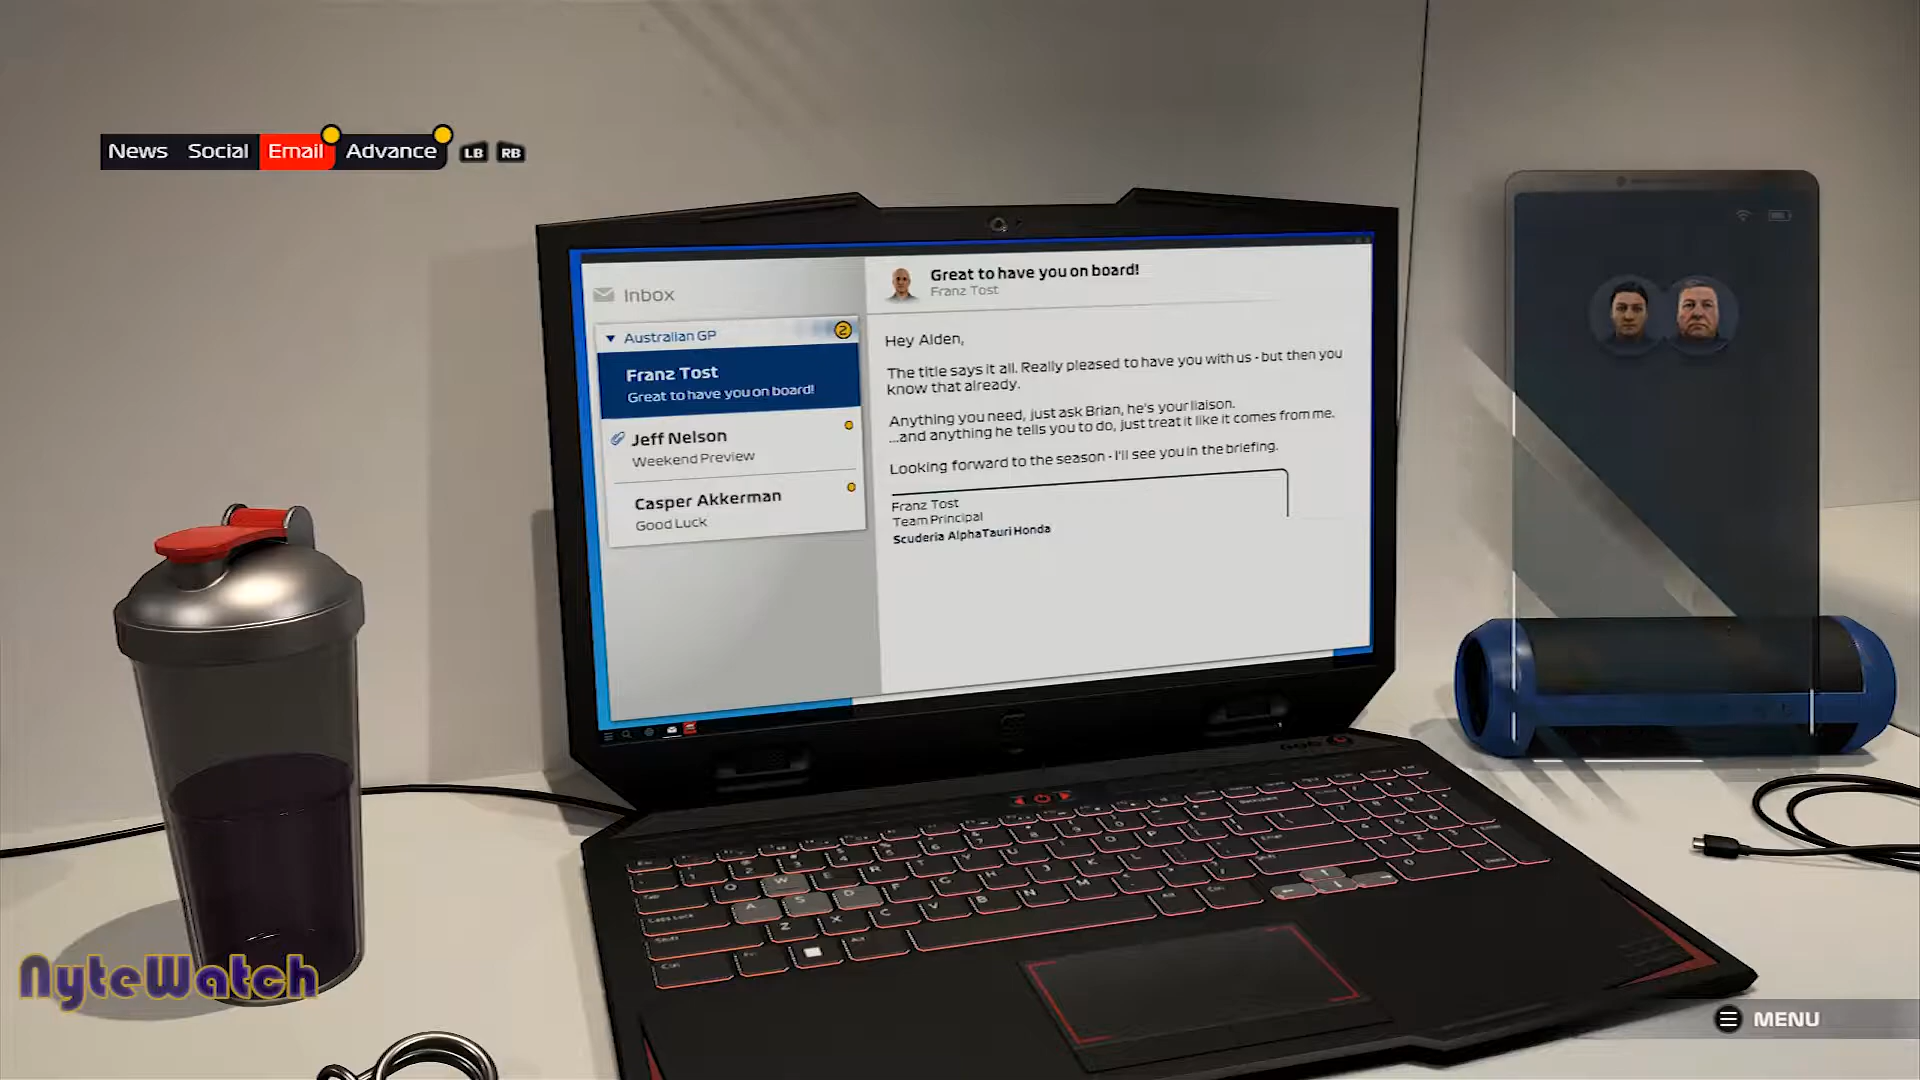 News Social Email Advance LB RB
Inbox
Australian GP 2
Franz Tost
Great to have you on board!
Jeff Nelson
Weekend Preview
Casper Akkerman
Good Luck
Great to have you on board!
Franz Tost
Hey Alden,
The title says it all. Really pleased to have you with us - but then you
know that already.
Anything you need, just ask Brian, he's your liaison.
...and anything he tells you to do, just treat it like it comes from me.
Looking forward to the season - I'll see you in the briefing.
Franz Tost
Team Principal
Scuderia AlphaTauri Honda
NyteWatch
MENU